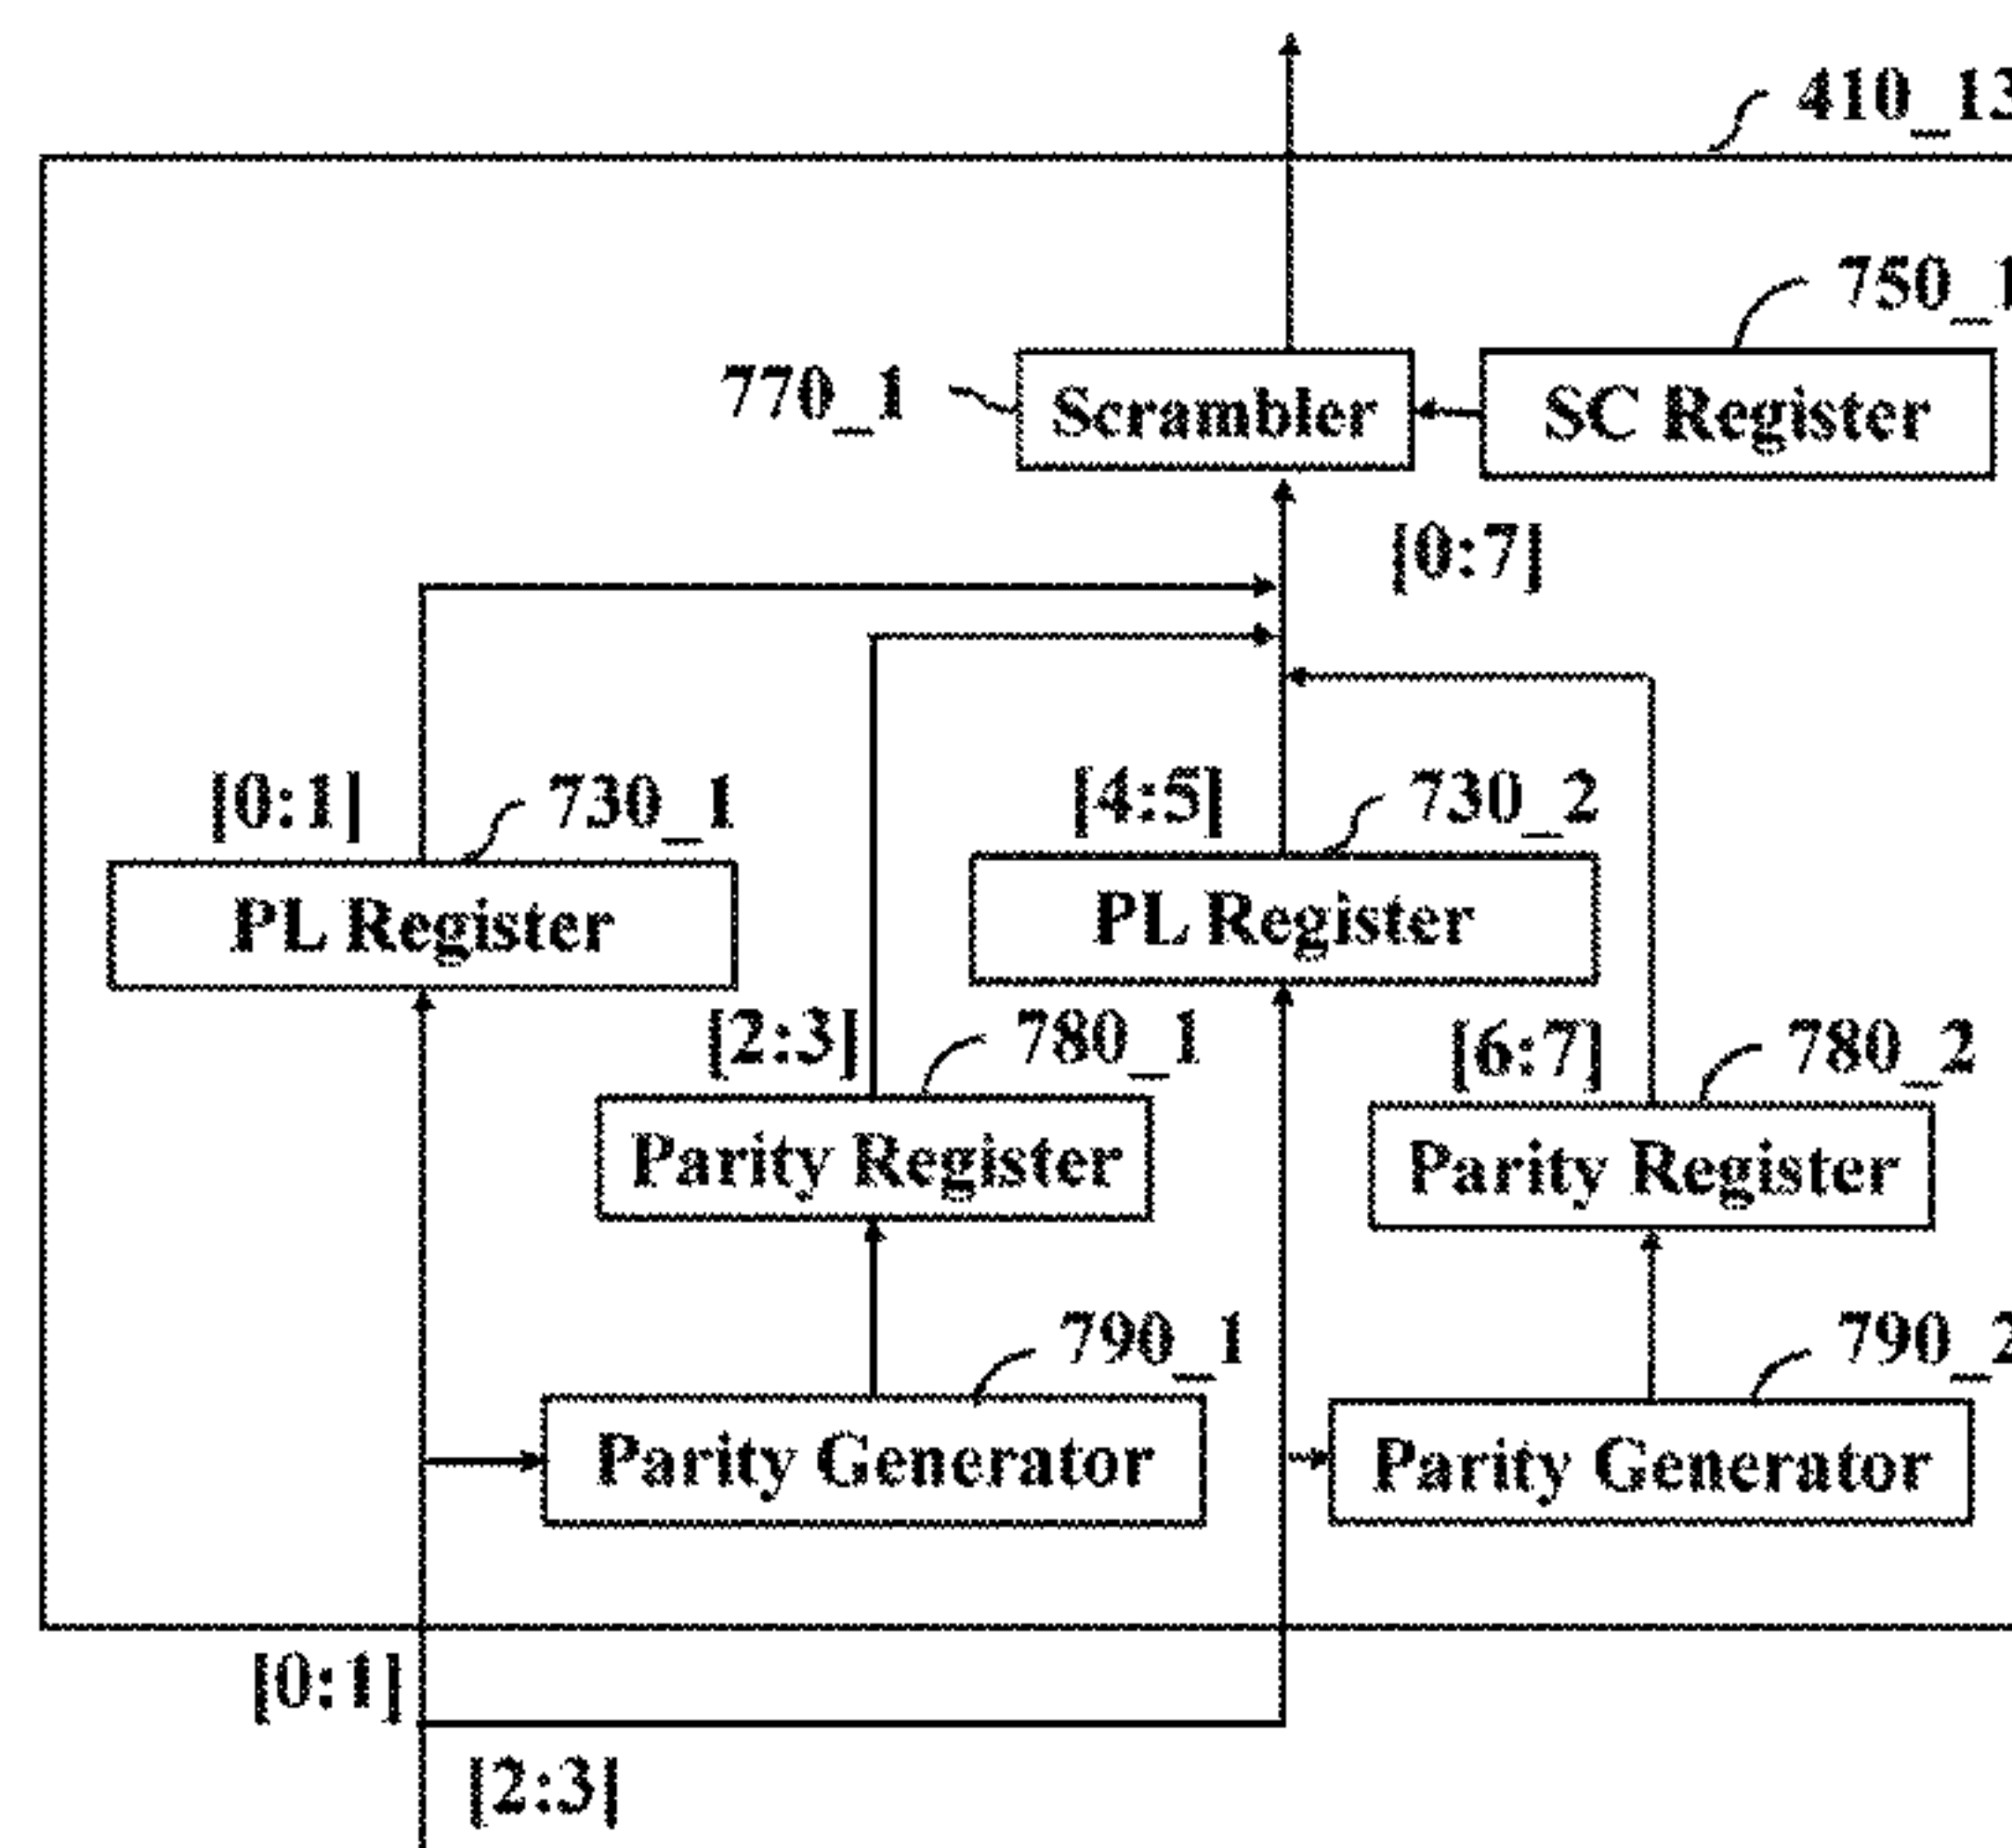 410_13
750_1
770_1
Scrambler
SC Register
[0:7]
[0:1]
730_1
[4:5]
730_2
PL Register
PL Register
[2:3]
780_1
[6:7]
780_2
Parity Register
Parity Register
790_1
790_2
Parity Generator
Parity Generator
[0:1]
[2:3]